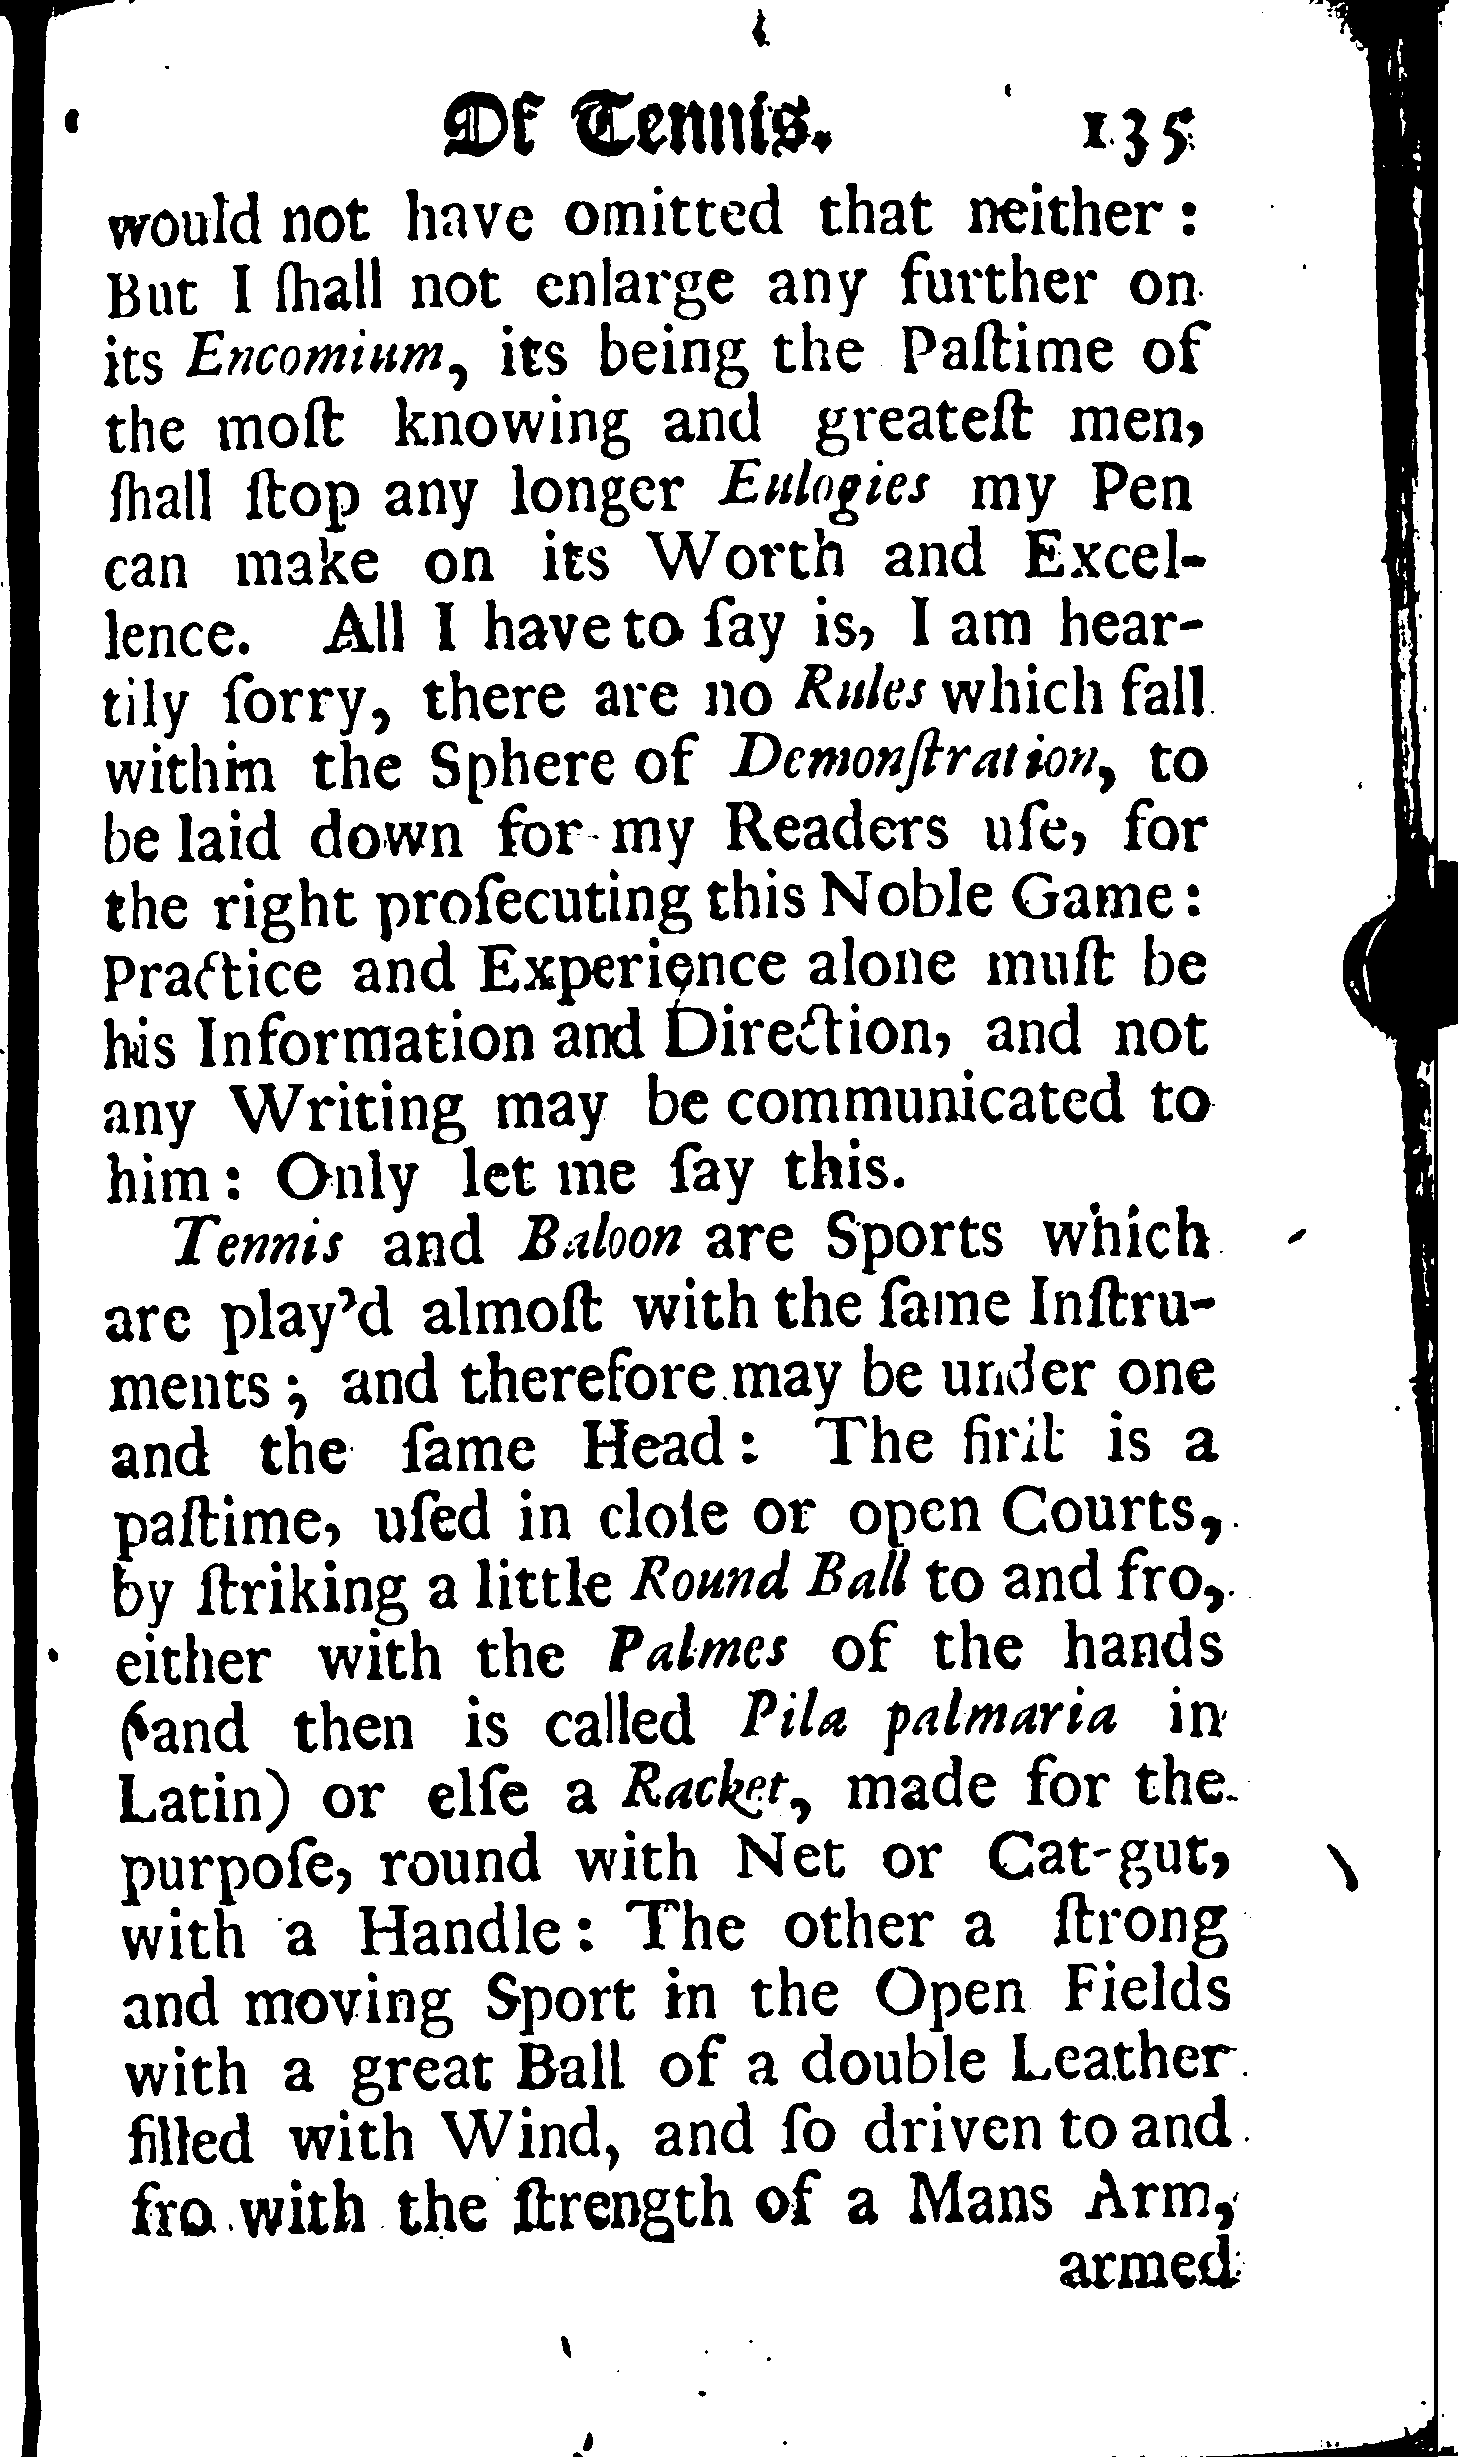 Of Tennis. 135
would not have omitted that neither:
But I ſhall not enlarge any further on
its Encomium, its being the Paſtime of
the moſt knowing and greateſt men,
ſhall ſtop any longer Eulogies my Pen
can make on its Worth and Excel-
lence. All I have to ſay is, I am hear-
tily ſorry, there are no Rules which fall
within the Sphere of Demonſtration, to
be laid down for my Readers uſe, for
the right proſecuting this Noble Game:
Practice and Experience alone muſt be
his Information and Direction, and not
any Writing may be communicated to
him: Only let me ſay this.
Tennis and Baloon are Sports which
are play'd almoſt with the ſame Inſtru-
ments; and therefore may be under one
and the ſame Head: The firſt is a
paſtime, uſed in cloſe or open Courts,
by ſtriking a little Round Ball to and fro,
either with the Palmes of the hands
(and then is called Pila palmaria in
Latin) or elſe a Racket, made for the
purpoſe, round with Net or Cat-gut,
with a Handle: The other a ſtrong
and moving Sport in the Open Fields
with a great Ball of a double Leather
filled with Wind, and ſo driven to and
fro with the ſtrength of a Mans Arm,
armed